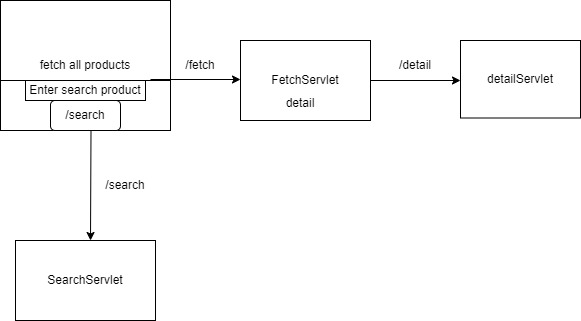 fetch all products
Enter search product
/search
/fetch
FetchServlet
detail
/detail
detailServlet
/search
SearchServlet